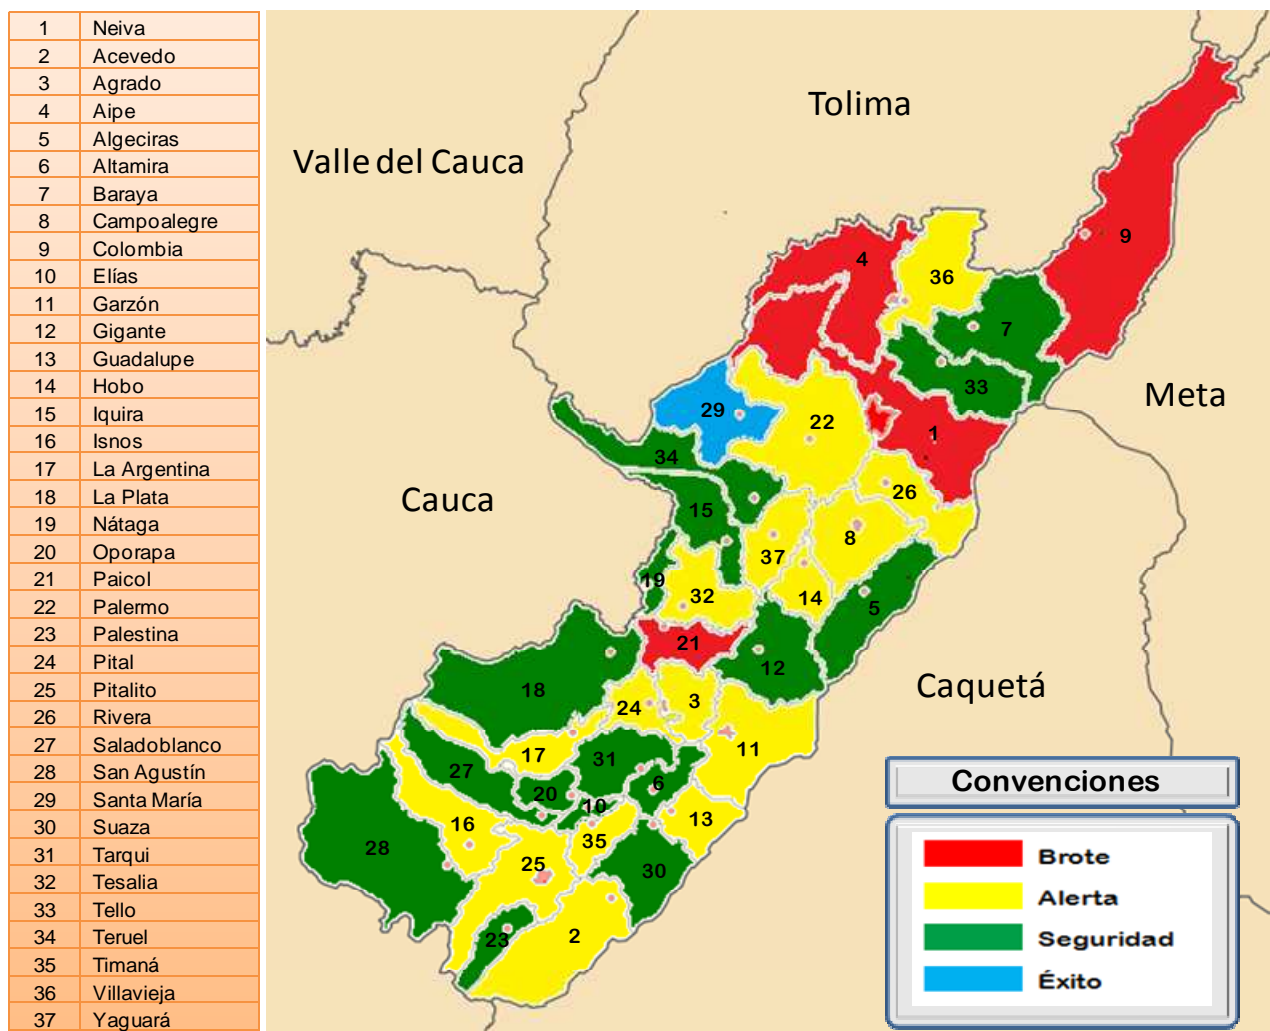 1 Neiva
2 Acevedo
3 Agrado
4 Aipe
5 Algeciras
6 Altamira
7 Baraya
8 Campoalegre
9 Colombia
10 Elías
11 Garzón
12 Gigante
13 Guadalupe
14 Hobo
15 Iquira
16 Isnos
17 La Argentina
18 La Plata
19 Nátaga
20 Oporapa
21 Paicol
22 Palermo
23 Palestina
24 Pital
25 Pitalito
26 Rivera
27 Saladoblanco
28 San Agustín
29 Santa María
30 Suaza
31 Tarqui
32 Tesalia
33 Tello
34 Teruel
35 Timaná
36 Villavieja
37 Yaguará
Tolima
Valle del Cauca
9
4
36
7
33
Meta
29
22
1
34
26
Cauca
15
8
37
19
32
14
5
21
12
Caquetá
18
3
24
17
31
11
27
6
20
10
16
13
35
28
25
30
23
2
Convenciones
Brote
Alerta
Seguridad
Éxito